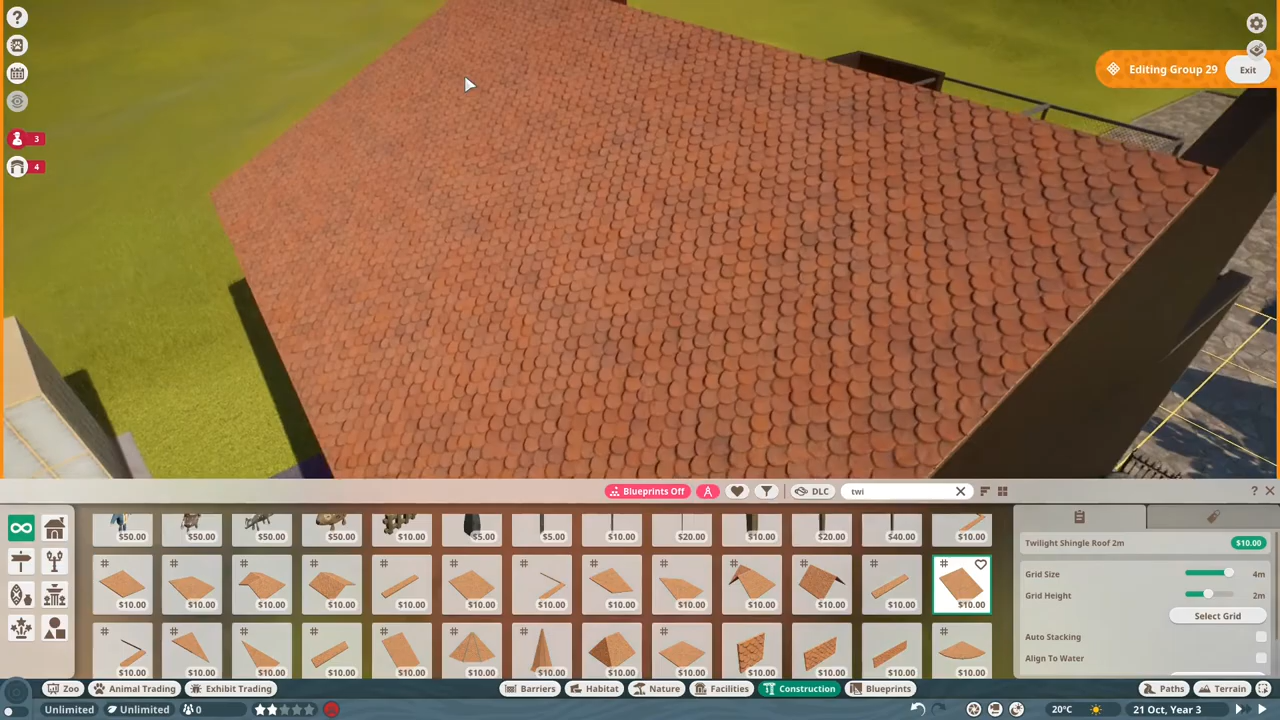 ?
Editing Group 29
Exit
3
4
Blueprints Off
DLC
twi
? ×
$50.00 $50.00 $50.00 $50.00 $10.00 $5.00 $5.00 $10.00 $20.00 $10.00 $20.00 $40.00 $10.00
$10.00 $10.00 $10.00 $10.00 $10.00 $10.00 $10.00 $10.00 $10.00 $10.00 $10.00 $10.00 $10.00
$10.00 $10.00 $10.00 $10.00 $10.00 $10.00 $10.00 $10.00 $10.00 $10.00 $10.00 $10.00 $10.00
Twilight Shingle Roof 2m $10.00
Grid Size 4m
Grid Height 2m
Select Grid
Auto Stacking
Align To Water
Zoo Animal Trading Exhibit Trading Barriers Habitat Nature Facilities Construction Blueprints Paths Terrain
Unlimited Unlimited 0 20°C 21 Oct, Year 3